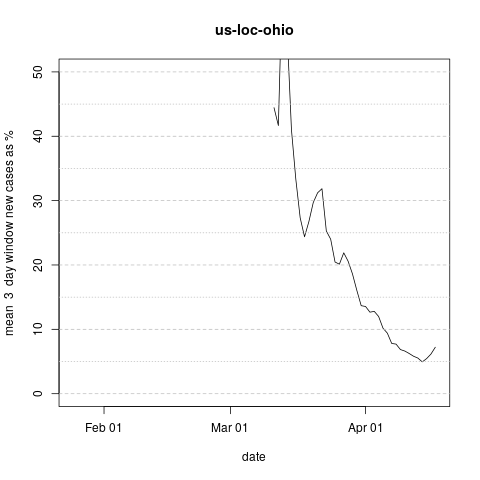 us-loc-ohio
mean 3 day window new cases as %
50
40
30
20
10
0
Feb 01
Mar 01
Apr 01
date